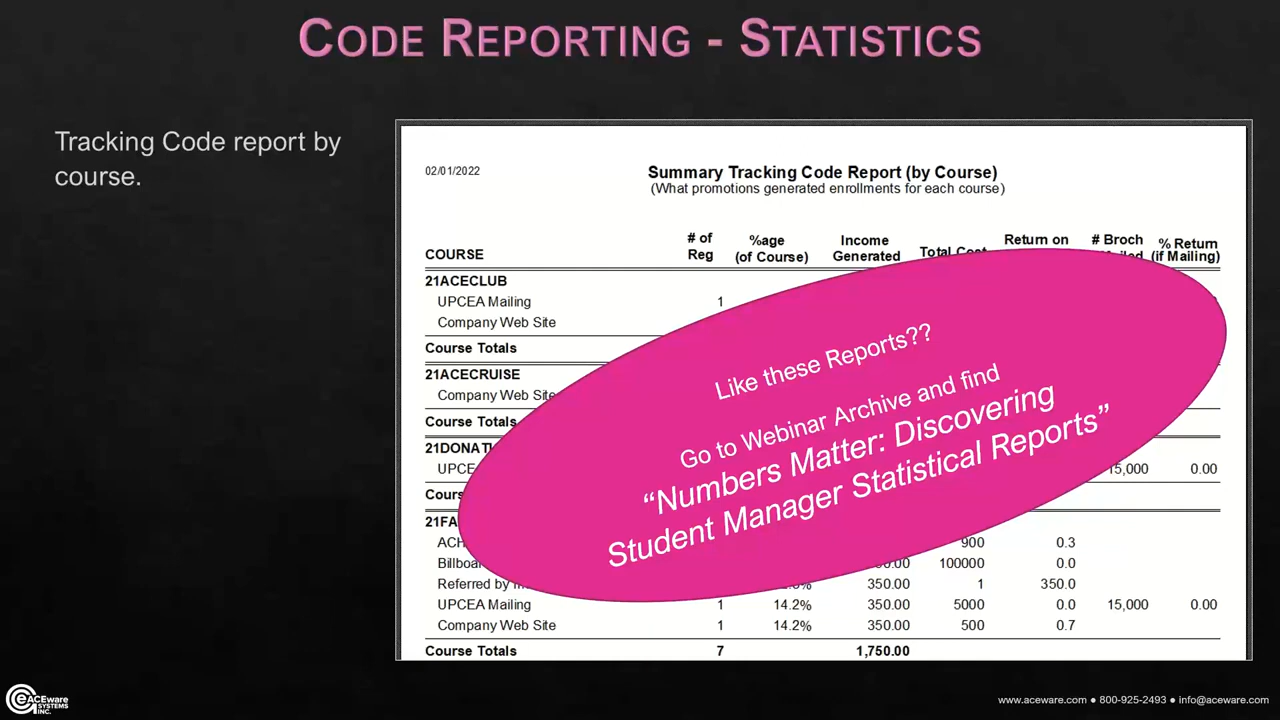 CODE REPORTING - STATISTICS
Tracking Code report by
course.
02/01/2022
Summary Tracking Code Report (by Course)
(What promotions generated enrollments for each course)
COURSE # of Reg %age (of Course) Income Generated Total Cost Return on # Broch % Return (if Mailing)
21ACECLUB
UPCEA Mailing 1
Company Web Site
Course Totals
21ACECRUISE
Company Web Site
Course Totals
UPCEA 15,000 0.00
900 0.3
100000 0.0
Referred by 350.00 1 350.0
UPCEA Mailing 1 14.2% 350.00 5000 0.0 15,000 0.00
Company Web Site 1 14.2% 350.00 500 0.7
Course Totals 7 1,750.00
Like these Reports??
Go to Webinar Archive and find
“Numbers Matter: Discovering
Student Manager Statistical Reports”
ACEware
SYSTEMS
INC.
www.aceware.com ● 800-925-2493 ● info@aceware.com